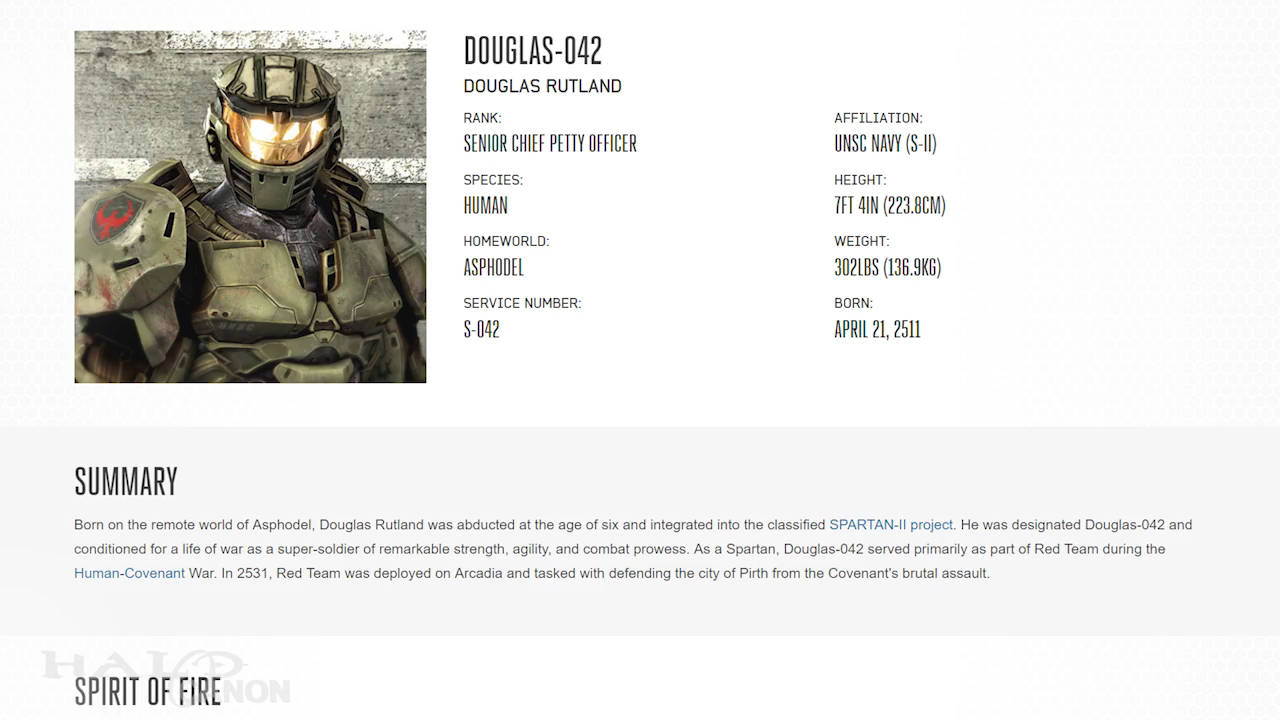 DOUGLAS-042
DOUGLAS RUTLAND
RANK:
SENIOR CHIEF PETTY OFFICER
SPECIES:
HUMAN
HOMEWORLD:
ASPHODEL
SERVICE NUMBER:
S-042
AFFILIATION:
UNSC NAVY (S-II)
HEIGHT:
7FT 4IN (223.8CM)
WEIGHT:
302LBS (136.9KG)
BORN:
APRIL 21, 2511
SUMMARY
Born on the remote world of Asphodel, Douglas Rutland was abducted at the age of six and integrated into the classified SPARTAN-II project. He was designated Douglas-042 and
conditioned for a life of war as a super-soldier of remarkable strength, agility, and combat prowess. As a Spartan, Douglas-042 served primarily as part of Red Team during the
Human-Covenant War. In 2531, Red Team was deployed on Arcadia and tasked with defending the city of Pirth from the Covenant's brutal assault.
HALO
CANON
SPIRIT OF FIRE